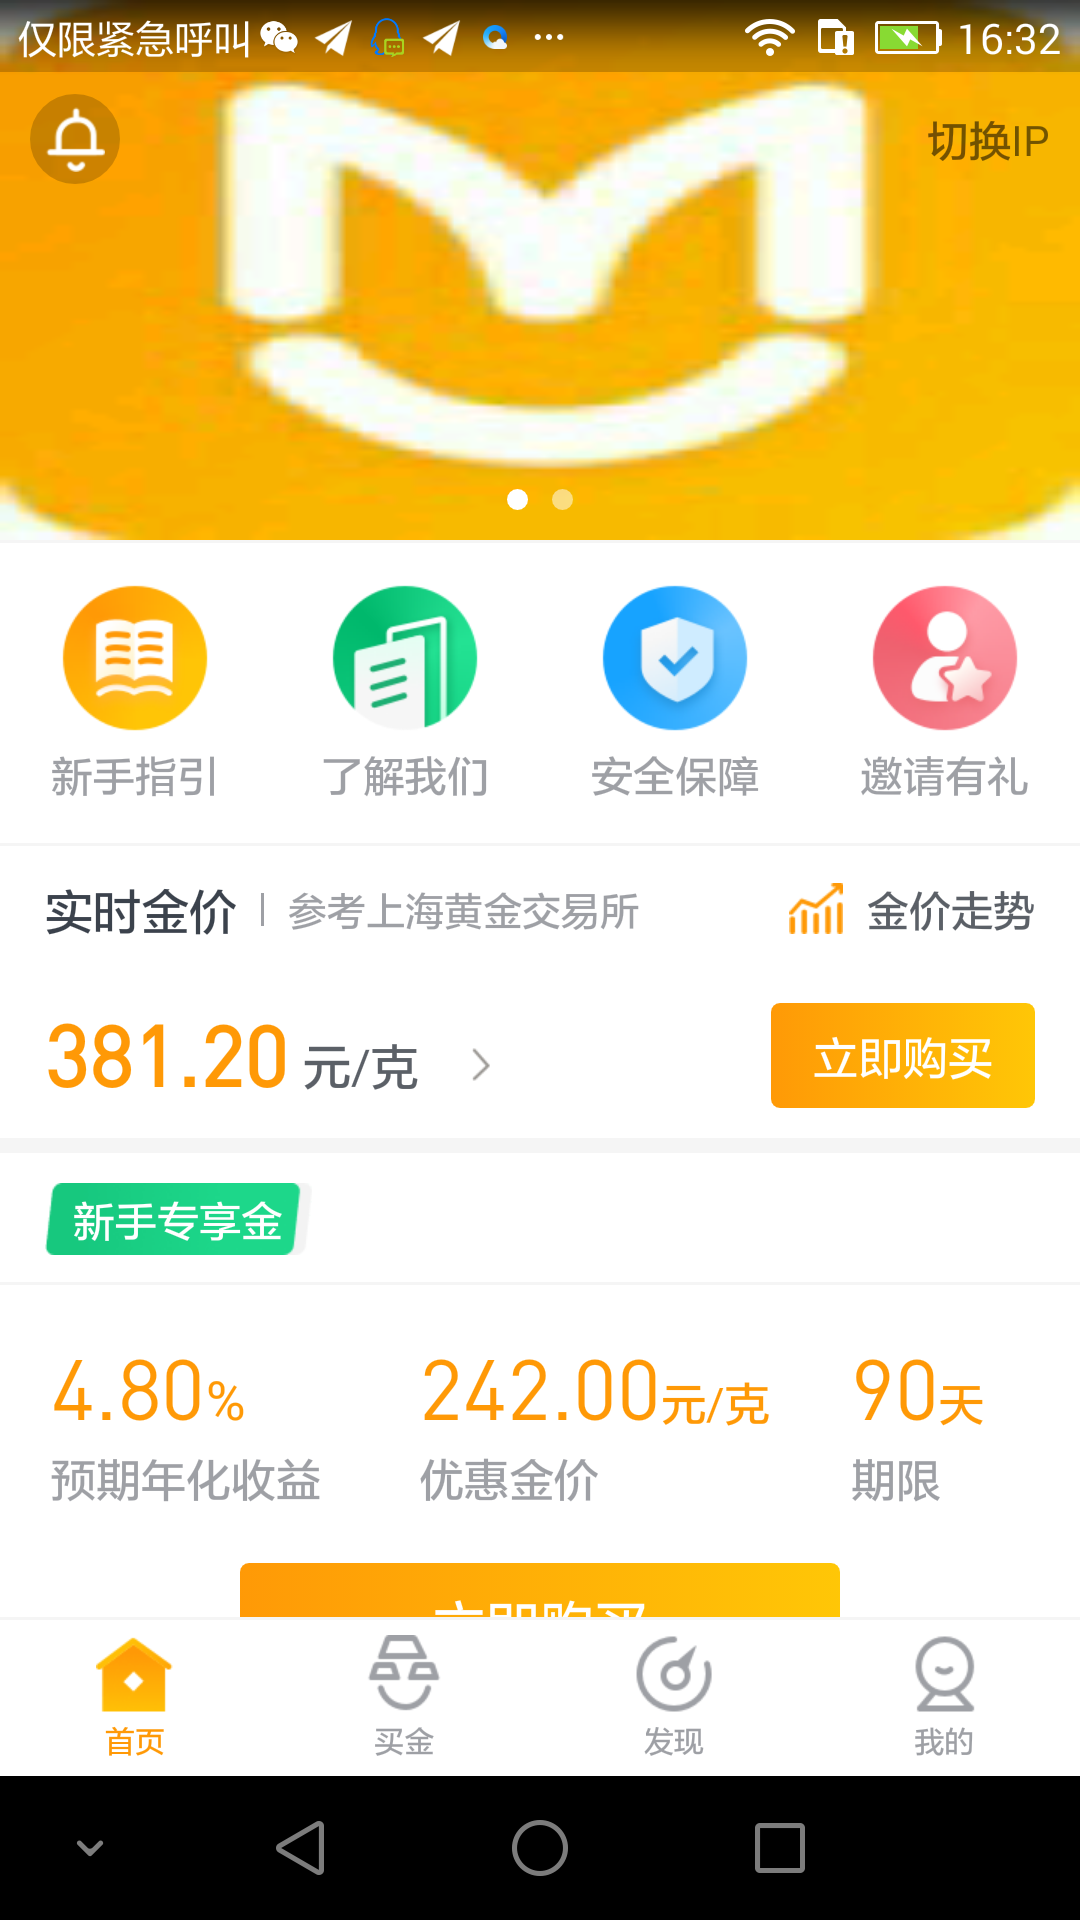 仅限紧急呼叫 16:32
切换IP
新手指引 了解我们 安全保障 邀请有礼
实时金价 参考上海黄金交易所 金价走势
381.20 元/克 立即购买
新手专享金
4.80% 242.00元/克 90天
预期年化收益 优惠金价 期限
立即购买
首页 买金 发现 我的